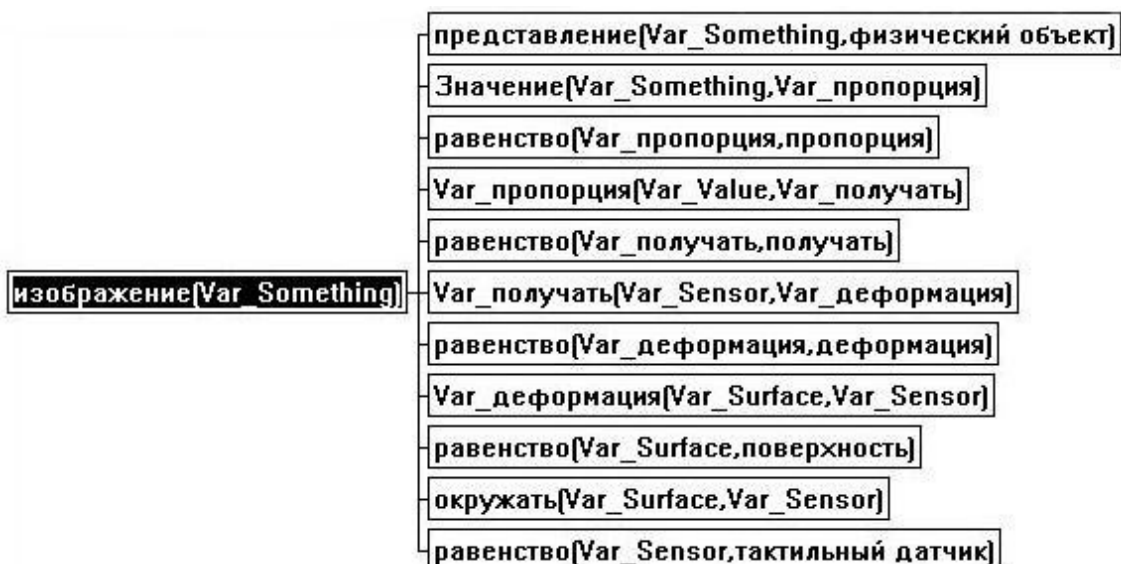 представление(Var_Something,физический объект)
Значение(Var_Something,Var_пропорция)
равенство(Var_пропорция,пропорция)
Var_пропорция(Var_Value,Var_получать)
равенство(Var_получать,получать)
изображение(Var_Something)
Var_получать(Var_Sensor,Var_деформация)
равенство(Var_деформация,деформация)
Var_деформация(Var_Surface,Var_Sensor)
равенство(Var_Surface,поверхность)
окружать(Var_Surface,Var_Sensor)
равенство(Var_Sensor,тактильный датчик)